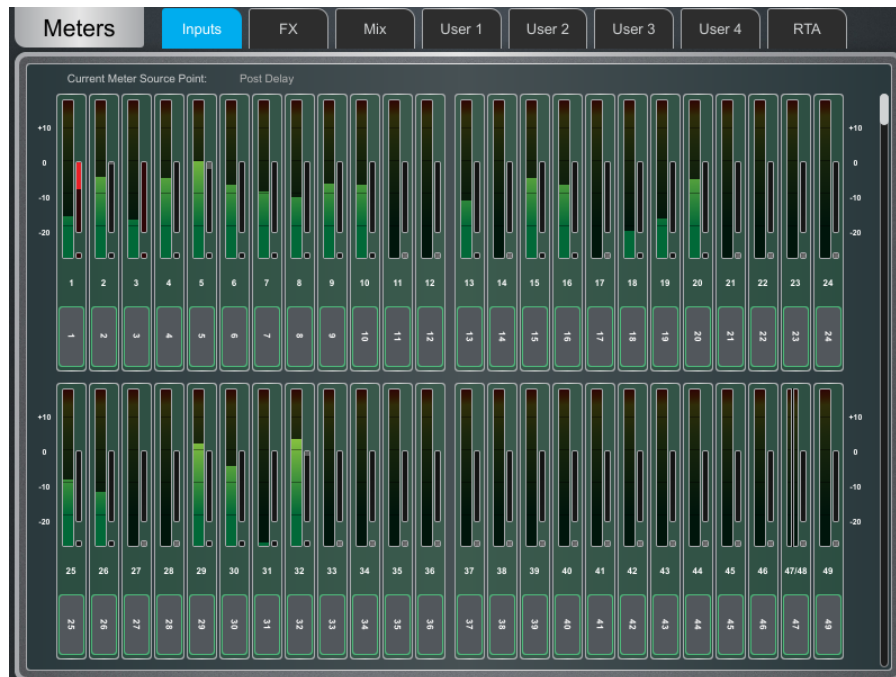 Meters Inputs FX Mix User 1 User 2 User 3 User 4 RTA
Current Meter Source Point: Post Delay
+10 +10
0 0
-10 -10
-20 -20
1 2 3 4 5 6 7 8 9 10 11 12 13 14 15 16 17 18 19 20 21 22 23 24
1 2 3 4 5 6 7 8 9 10 11 12 13 14 15 16 17 18 19 20 21 22 23 24
+10 +10
0 0
-10 -10
-20 -20
25 26 27 28 29 30 31 32 33 34 35 36 37 38 39 40 41 42 43 44 45 46 47/48 49
25 26 27 28 29 30 31 32 33 34 35 36 37 38 39 40 41 42 43 44 45 46 47 49